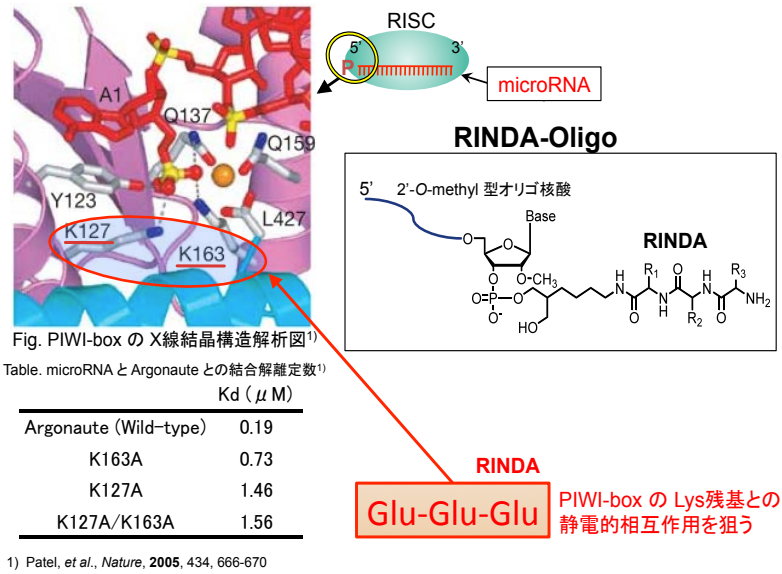 A1
Q137
Q159
Y123
L427
K127
K163
Fig. PIWI-box の X線結晶構造解析図1)
Table. microRNA と Argonaute との結合解離定数1)
Kd ( μ M)
Argonaute (Wild-type) 0.19
K163A 0.73
K127A 1.46
K127A/K163A 1.56
1) Patel, et al., Nature, 2005, 434, 666-670
RISC
5’ 3’
P
microRNA
RINDA-Oligo
5’ 2’-O-methyl 型オリゴ核酸
Base
RINDA
O O
O OCH3
O=P-O
O-
HO
H N
R1
O
H N
O
R2
H N
O
R3
NH2
RINDA
Glu-Glu-Glu
PIWI-box の Lys残基との
静電的相互作用を狙う